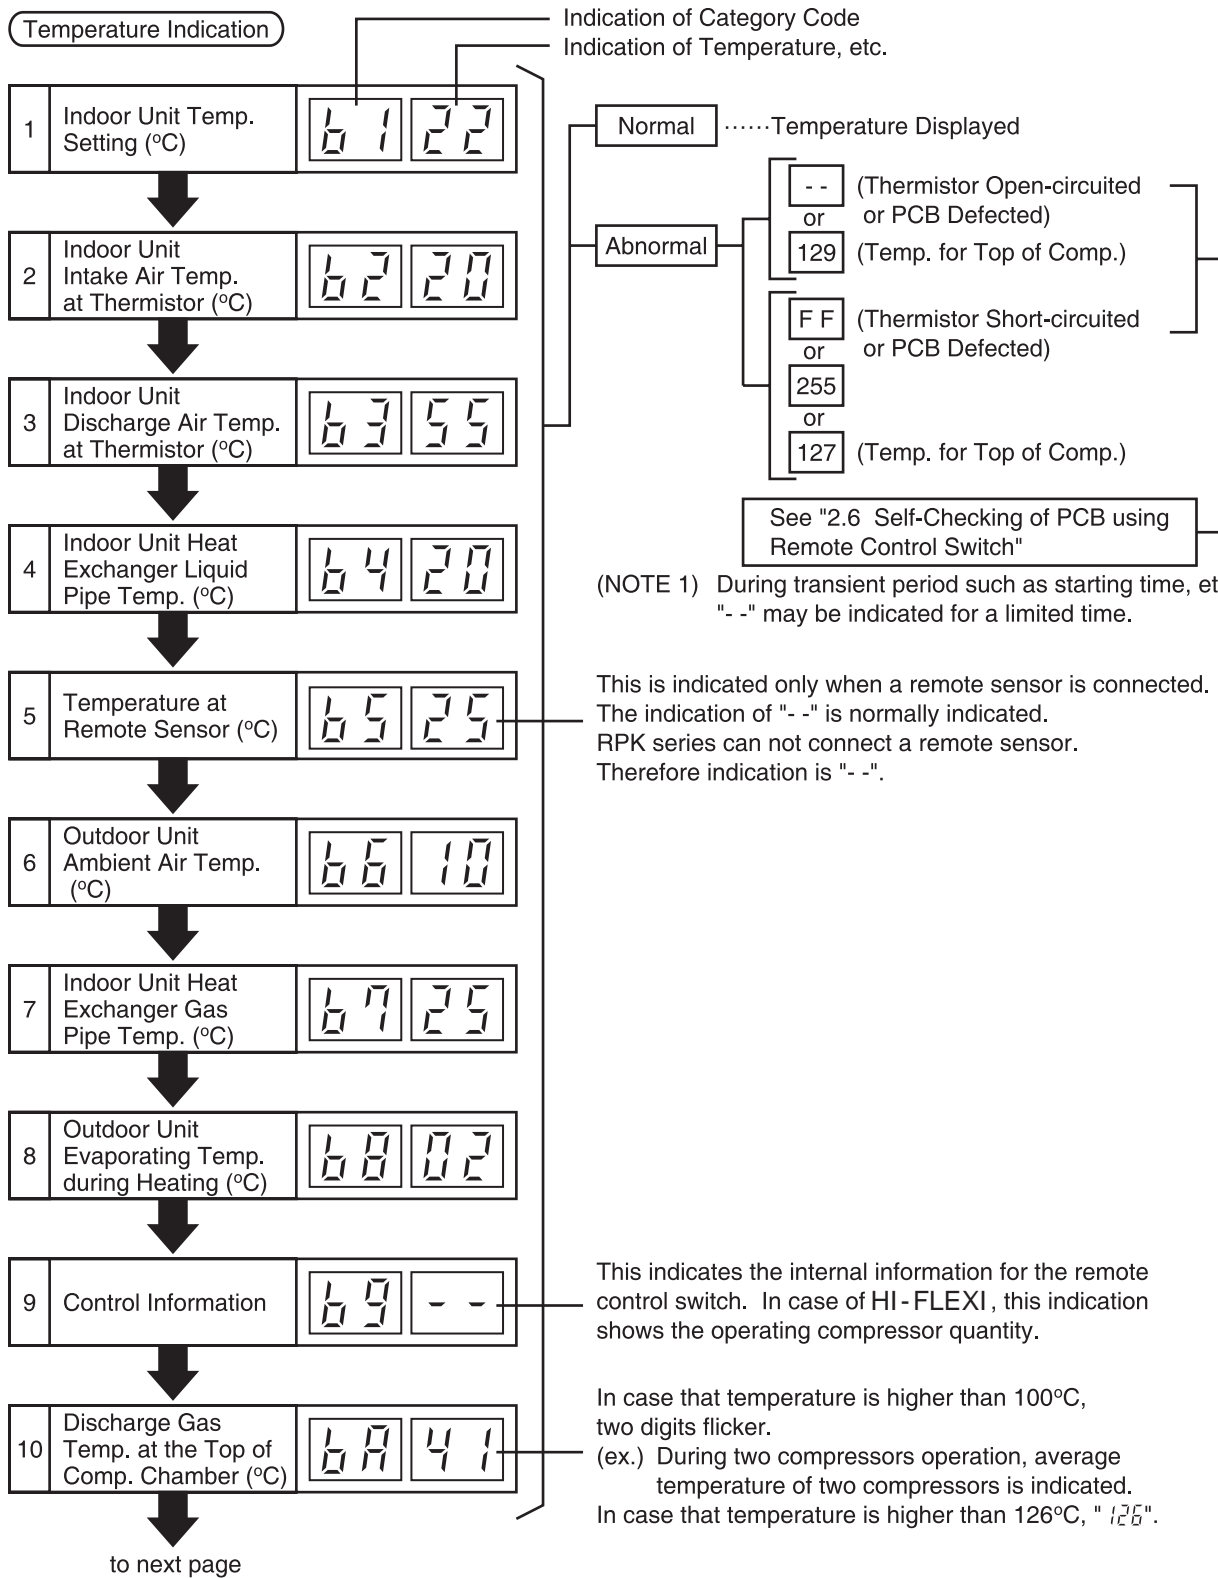 Temperature Indication
Indication of Category Code
Indication of Temperature, etc.
1
Indoor Unit Temp.
Setting (°C)
b1 22
2
Indoor Unit
Intake Air Temp.
at Thermistor (°C)
b2 20
3
Indoor Unit
Discharge Air Temp.
at Thermistor (°C)
b3 55
4
Indoor Unit Heat
Exchanger Liquid
Pipe Temp. (°C)
b4 20
5
Temperature at
Remote Sensor (°C)
b5 25
6
Outdoor Unit
Ambient Air Temp.
(°C)
b6 10
7
Indoor Unit Heat
Exchanger Gas
Pipe Temp. (°C)
b7 25
8
Outdoor Unit
Evaporating Temp.
during Heating (°C)
b8 02
9
Control Information
b9 - -
10
Discharge Gas
Temp. at the Top of
Comp. Chamber (°C)
bA 41
to next page
Normal ······Temperature Displayed
Abnormal
- - (Thermistor Open-circuited
or PCB Defected)
or
129 (Temp. for Top of Comp.)
F F (Thermistor Short-circuited
or PCB Defected)
or
255
or
127 (Temp. for Top of Comp.)
See "2.6 Self-Checking of PCB using
Remote Control Switch"
(NOTE 1) During transient period such as starting time, et
"- -" may be indicated for a limited time.
This is indicated only when a remote sensor is connected.
The indication of "- -" is normally indicated.
RPK series can not connect a remote sensor.
Therefore indication is "- -".
This indicates the internal information for the remote
control switch. In case of HI-FLEXI, this indication
shows the operating compressor quantity.
In case that temperature is higher than 100°C,
two digits flicker.
(ex.) During two compressors operation, average
temperature of two compressors is indicated.
In case that temperature is higher than 126°C, "126".